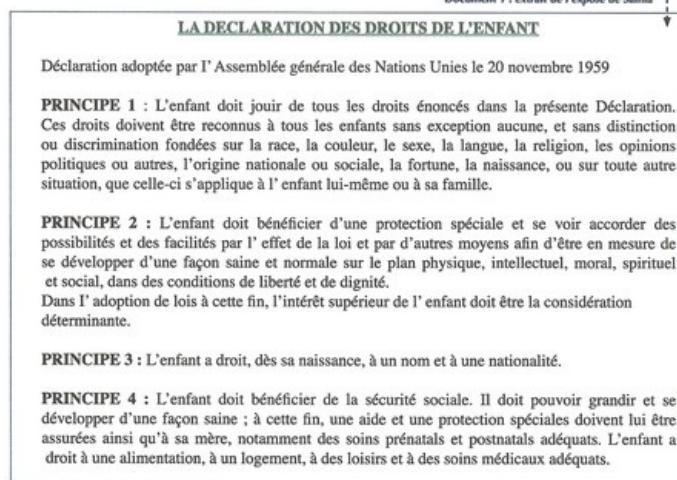 Document 1 : Extrait de l'exposé de
LA DECLARATION DES DROITS DE L'ENFANT
Déclaration adoptée par l' Assemblée générale des Nations Unies le 20 novembre 1959
PRINCIPE 1 : L'enfant doit jouir de tous les droits énoncés dans la présente Déclaration.
Ces droits doivent être reconnus à tous les enfants sans exception aucune, et sans distinction
ou discrimination fondées sur la race, la couleur, le sexe, la langue, la religion, les opinions
politiques ou autres, l'origine nationale ou sociale, la fortune, la naissance, ou sur toute autre
situation, que celle-ci s'applique à l' enfant lui-même ou à sa famille.
PRINCIPE 2 : L'enfant doit bénéficier d'une protection spéciale et se voir accorder des
possibilités et des facilités par l' effet de la loi et par d'autres moyens afin d'être en mesure de
se développer d'une façon saine et normale sur le plan physique, intellectuel, moral, spirituel
et social, dans des conditions de liberté et de dignité.
Dans l' adoption de lois à cette fin, l'intérêt supérieur de l' enfant doit être la considération
déterminante.
PRINCIPE 3 : L'enfant a droit, dès sa naissance, à un nom et à une nationalité.
PRINCIPE 4 : L'enfant doit bénéficier de la sécurité sociale. Il doit pouvoir grandir et se
développer d'une façon saine ; à cette fin, une aide et une protection spéciales doivent lui être
assurées ainsi qu'à sa mère, notamment des soins prénatals et postnatals adéquats. L'enfant a
droit à une alimentation, à un logement, à des loisirs et à des soins médicaux adéquats.